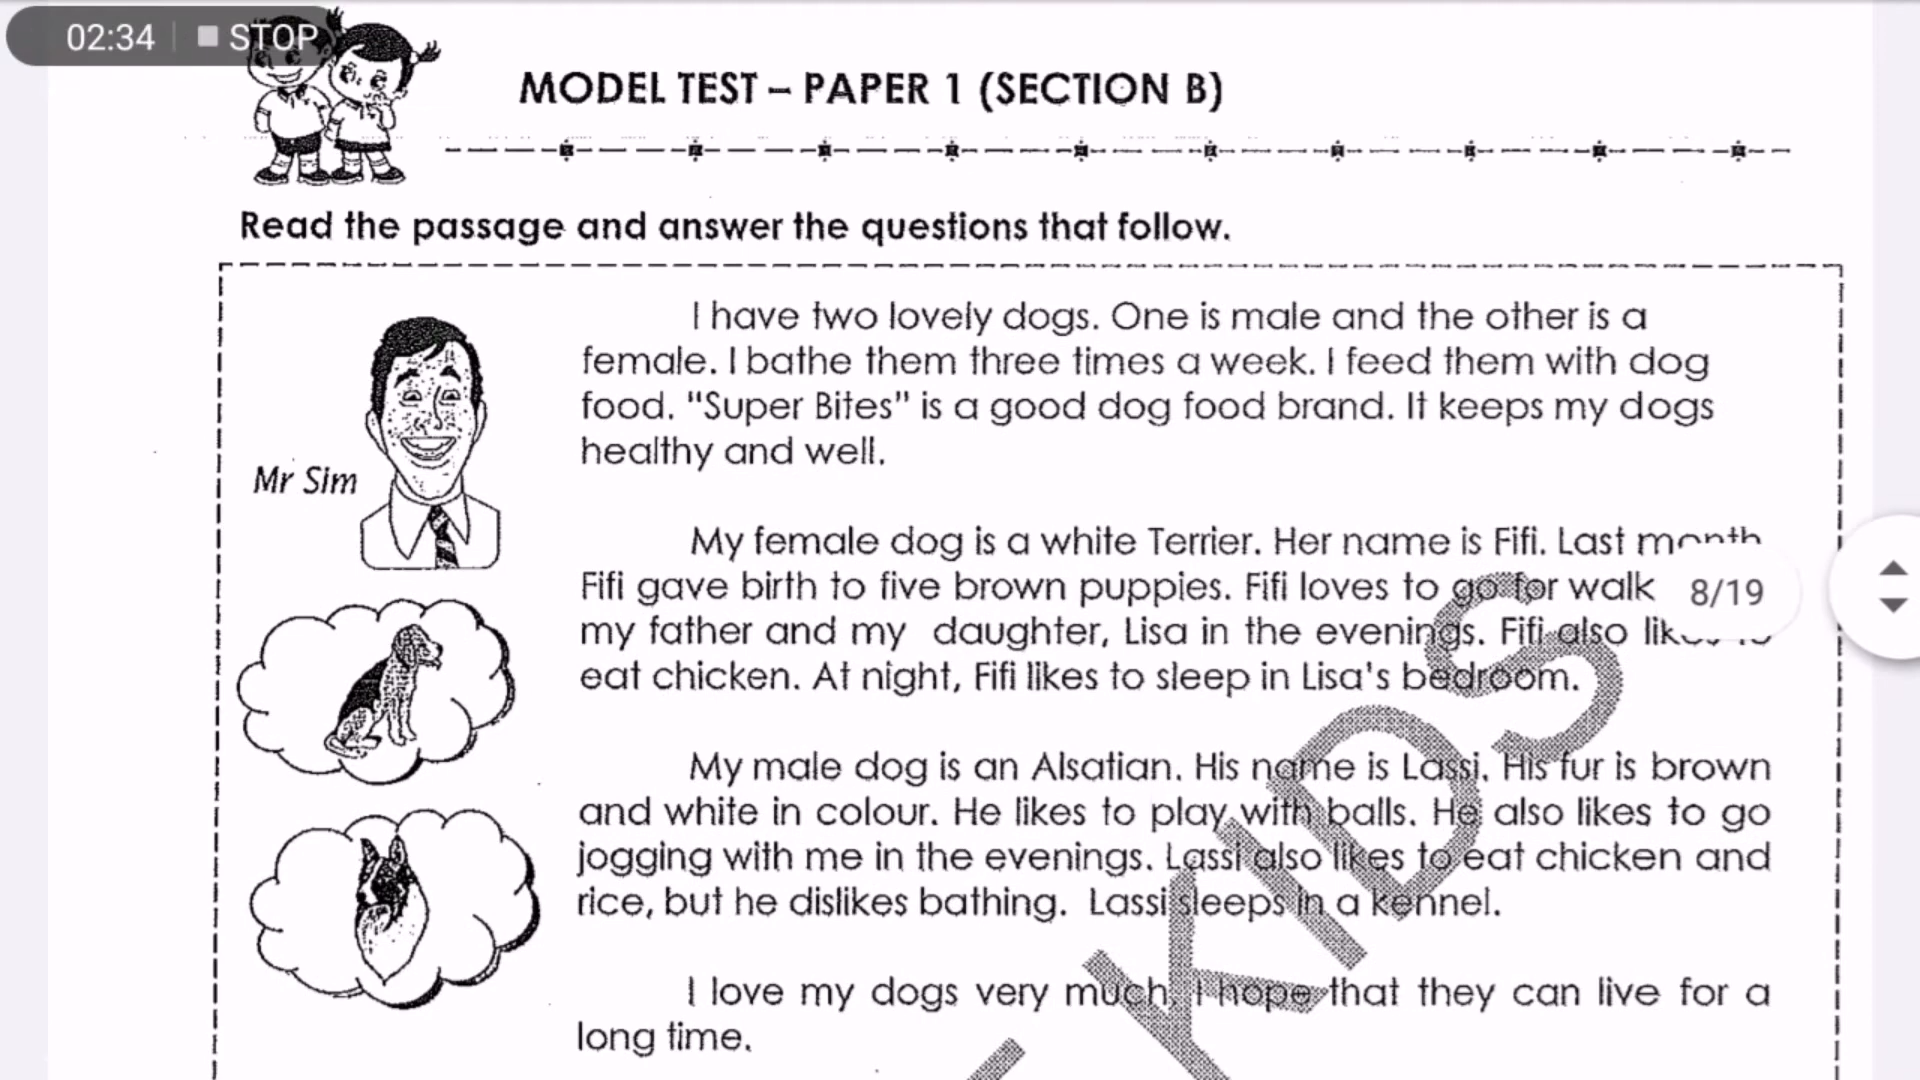 02:34 STOP
MODEL TEST – PAPER 1 (SECTION B)
Read the passage and answer the questions that follow.
I have two lovely dogs. One is male and the other is a
female. I bathe them three times a week. I feed them with dog
food. "Super Bites" is a good dog food brand. It keeps my dogs
healthy and well.
Mr Sim
My female dog is a white Terrier. Her name is Fifi. Last month
Fifi gave birth to five brown puppies. Fifi loves to go for walk
8/19
my father and my daughter, Lisa in the evenings. Fifi also
eat chicken. At night, Fifi likes to sleep in Lisa's bedroom.
My male dog is an Alsatian. His name is Lassi. His fur is brown
and white in colour. He likes to play with balls. He also likes to go
jogging with me in the evenings. Lassi also likes to eat chicken and
rice, but he dislikes bathing. Lassi sleeps in a kennel.
I love my dogs very much. I hope that they can live for a
long time.
KIDS